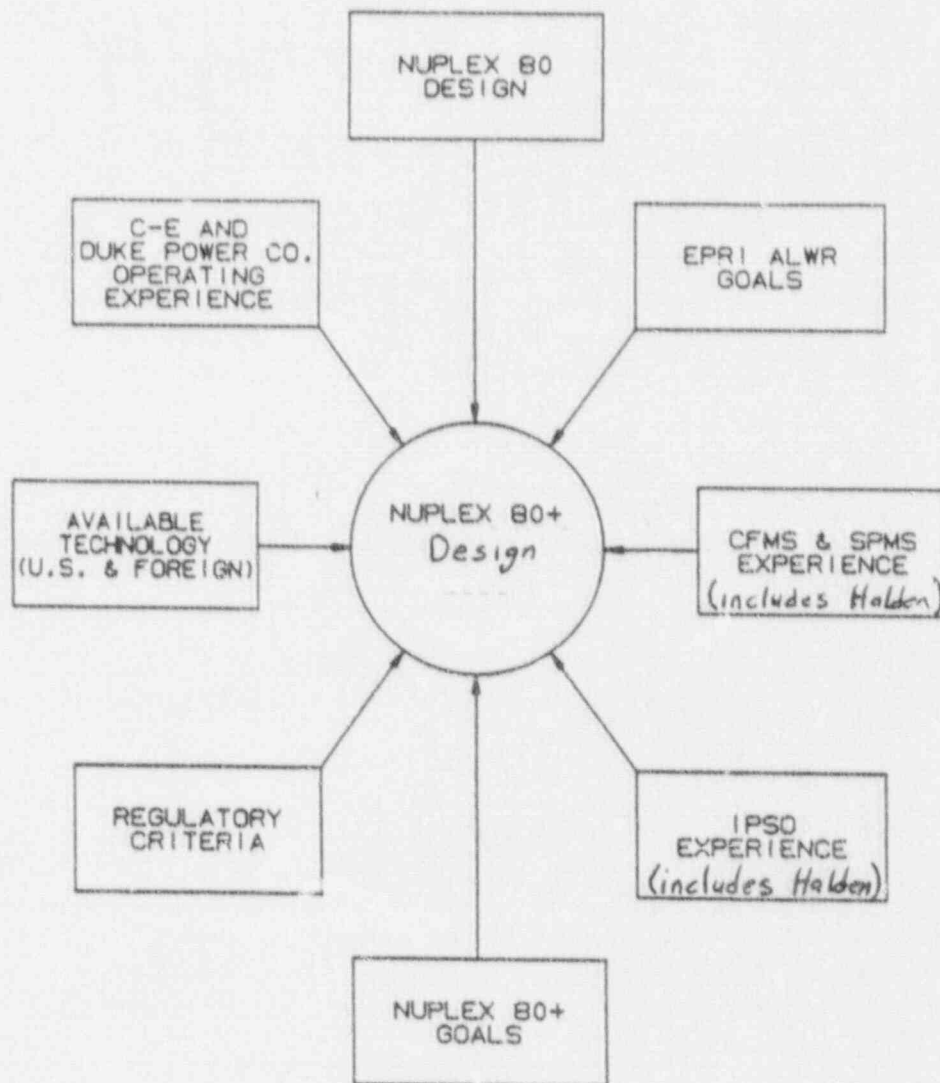 NUPLEX 80
DESIGN
C-E AND
DUKE POWER CO.
OPERATING
EXPERIENCE
EPRI ALWR
GOALS
AVAILABLE
TECHNOLOGY
(U.S. & FOREIGN)
NUPLEX 80+
Design
CFMS & SPMS
EXPERIENCE
(includes Halden)
REGULATORY
CRITERIA
IPSO
EXPERIENCE
(includes Halden)
NUPLEX 80+
GOALS